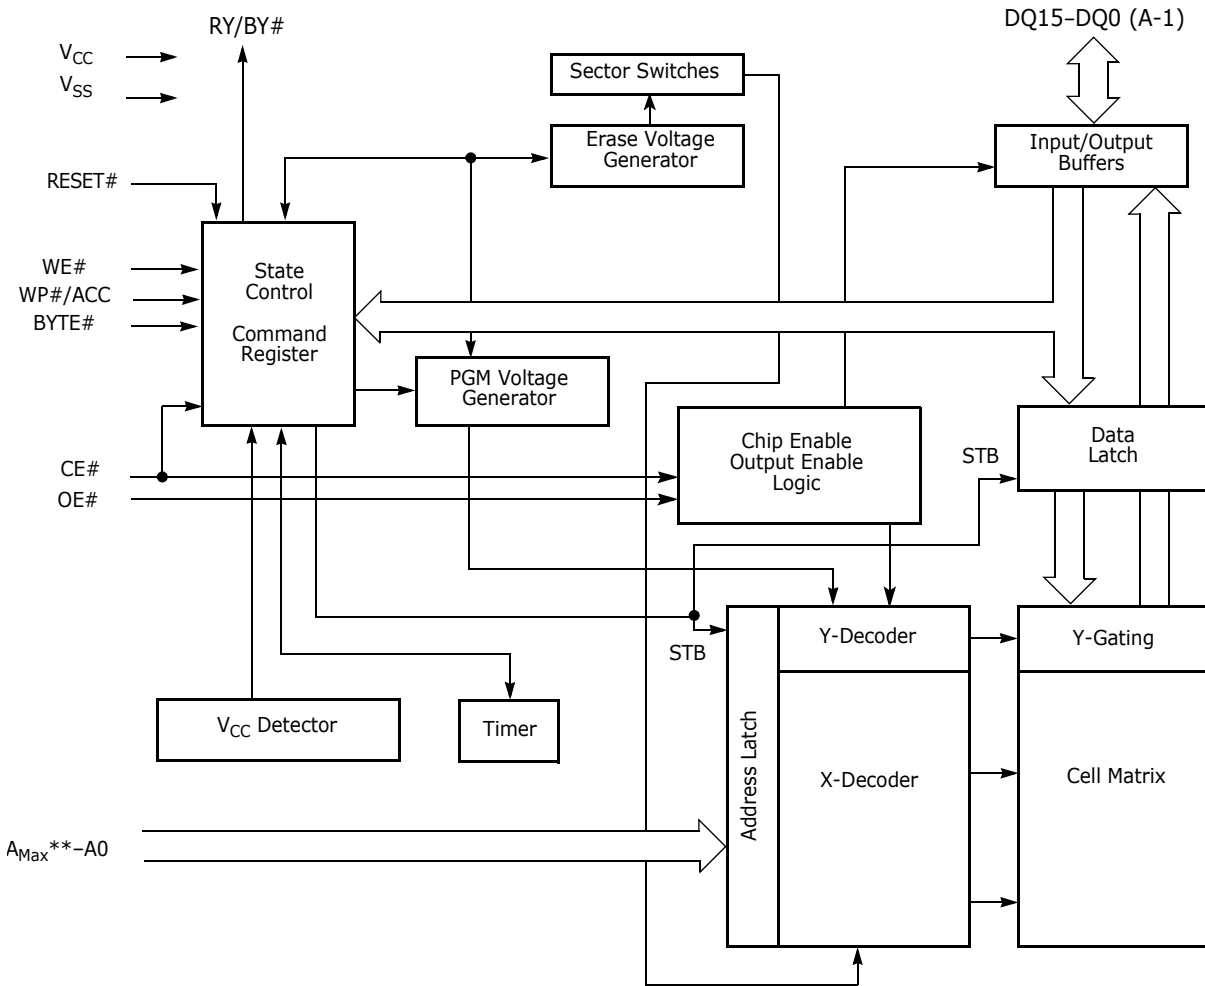 RY/BY#
DQ15–DQ0 (A-1)
VCC
VSS
Sector Switches
Erase Voltage
Generator
Input/Output
Buffers
RESET#
WE#
WP#/ACC
BYTE#
State
Control
Command
Register
PGM Voltage
Generator
Chip Enable
Output Enable
Logic
STB
Data
Latch
CE#
OE#
STB
Y-Decoder
Y-Gating
VCC Detector
Timer
Address Latch
X-Decoder
Cell Matrix
AMax**–A0